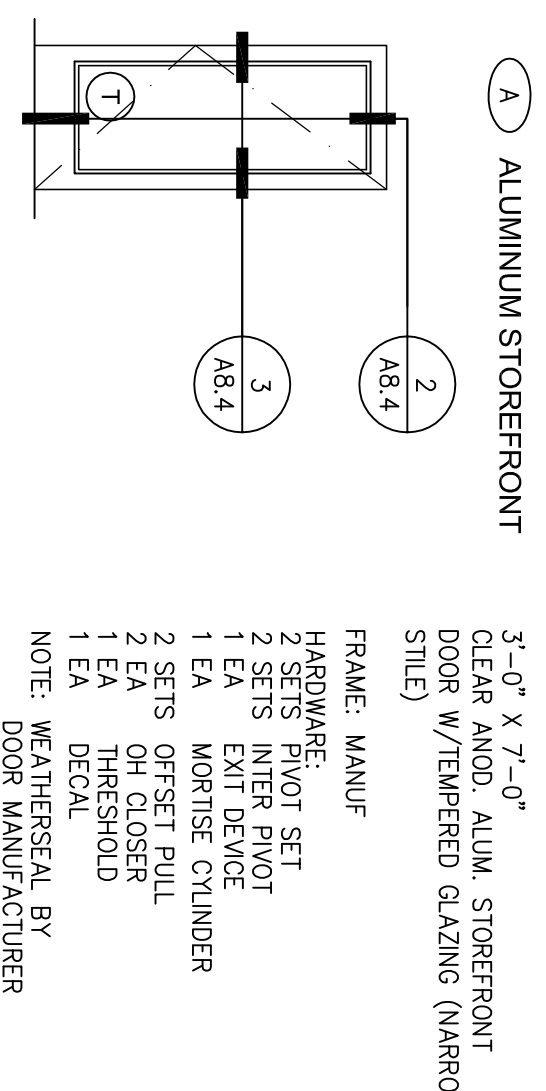 A ALUMINUM STOREFRONT
T
2
A8.4
3
A8.4
3'-0" X 7'-0"
CLEAR ANOD. ALUM. STOREFRONT
DOOR W/TEMPERED GLAZING (NARRO
STILE)
FRAME: MANUF
HARDWARE:
2 SETS PIVOT SET
2 SETS INTER PIVOT
1 EA EXIT DEVICE
1 EA MORTISE CYLINDER
2 SETS OFFSET PULL
2 EA OH CLOSER
1 EA THRESHOLD
1 EA DECAL
NOTE: WEATHERSEAL BY
DOOR MANUFACTURER